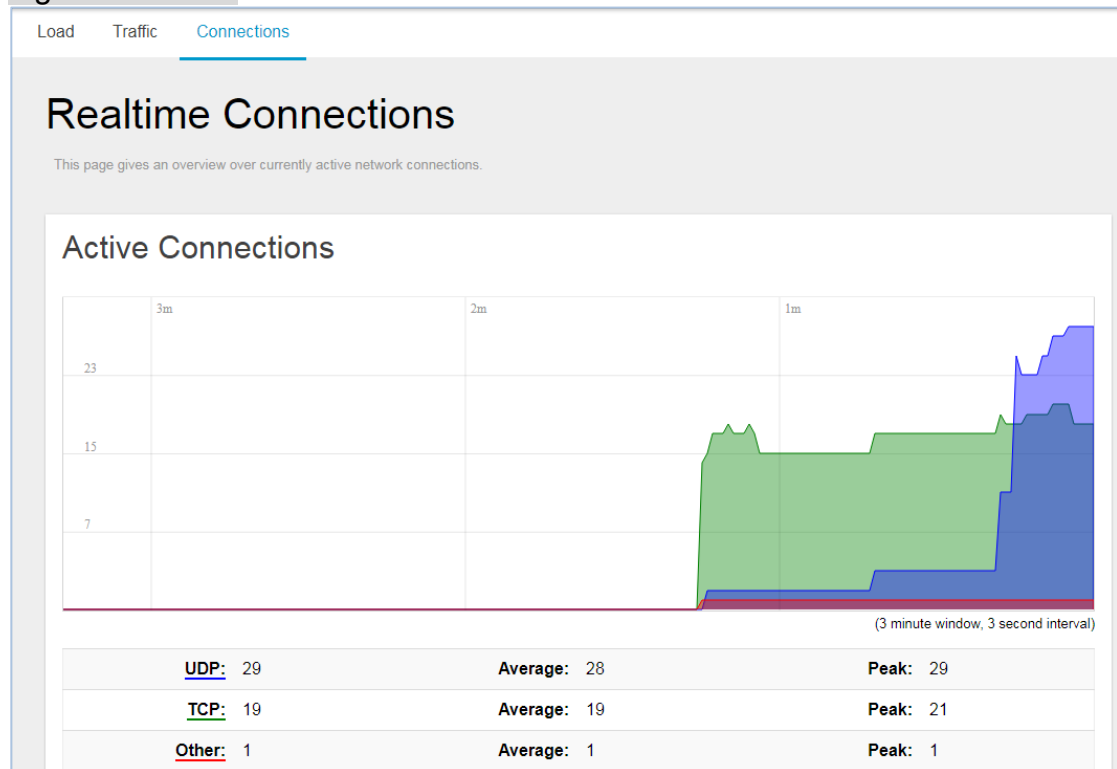 Load Traffic Connections
Realtime Connections
This page gives an overview over currently active network connections.
Active Connections
3m 2m 1m
23
15
7
(3 minute window, 3 second interval)
UDP: 29 Average: 28 Peak: 29
TCP: 19 Average: 19 Peak: 21
Other: 1 Average: 1 Peak: 1